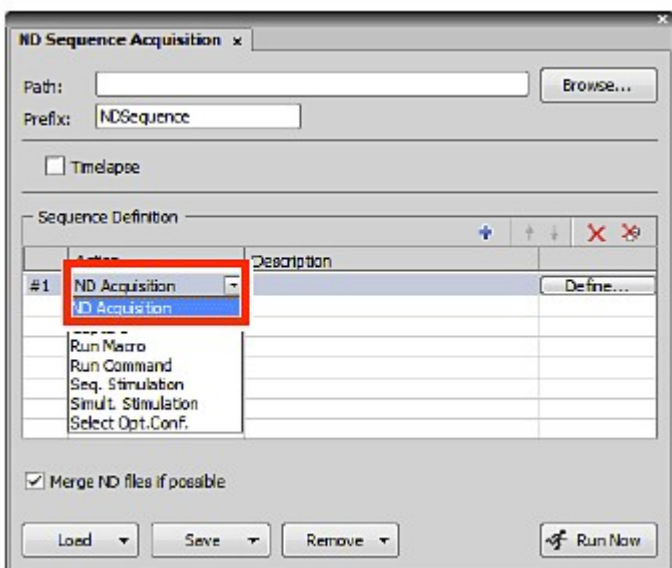 ND Sequence Acquisition x
Path: Browse...
Prefix: NDSequence
Timelapse
Sequence Definition
Description
#1 ND Acquisition Define...
ND Acquisition
Run Macro
Run Command
Seq. Stimulation
Simult. Stimulation
Select Opt.Conf.
Merge ND files if possible
Load Save Remove Run Now